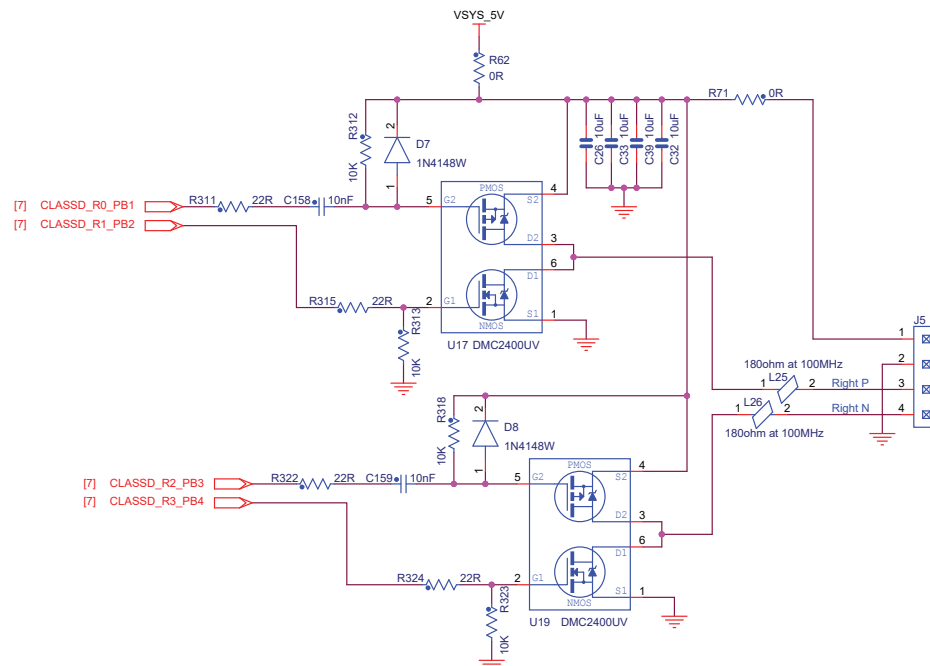 VSYS_5V
R62
0R
R71 0R
R312
10K
2
D7
1N4148W
1
C26 10uF
C33 10uF
C39 10uF
C32 10uF
[7] CLASSD_R0_PB1
R311 22R C158 10nF
5 G2 PMOS S2 4
[7] CLASSD_R1_PB2
D2 3
D1 6
R315 22R
2 G1 NMOS S1 1
R313
10K
U17 DMC2400UV
J5
1
2
3
4
180ohm at 100MHz
L25
1 2 Right P
L26
1 2 Right N
180ohm at 100MHz
R318
10K
2
D8
1N4148W
1
[7] CLASSD_R2_PB3
R322 22R C159 10nF
5 G2 PMOS S2 4
[7] CLASSD_R3_PB4
D2 3
D1 6
R324 22R
2 G1 NMOS S1 1
R323
10K
U19 DMC2400UV